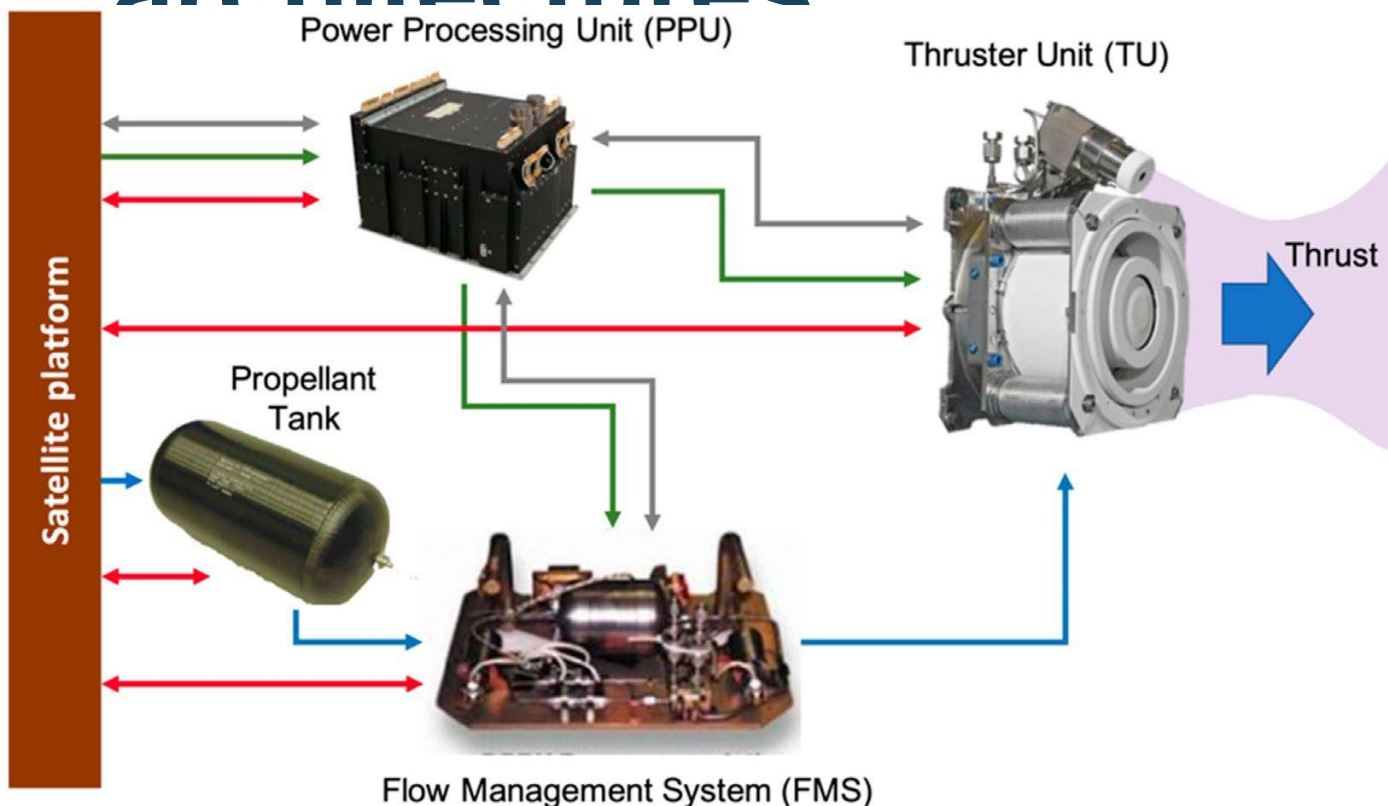 Power Processing Unit (PPU)
Thruster Unit (TU)
Thrust
Satellite platform
Propellant
Tank
Flow Management System (FMS)